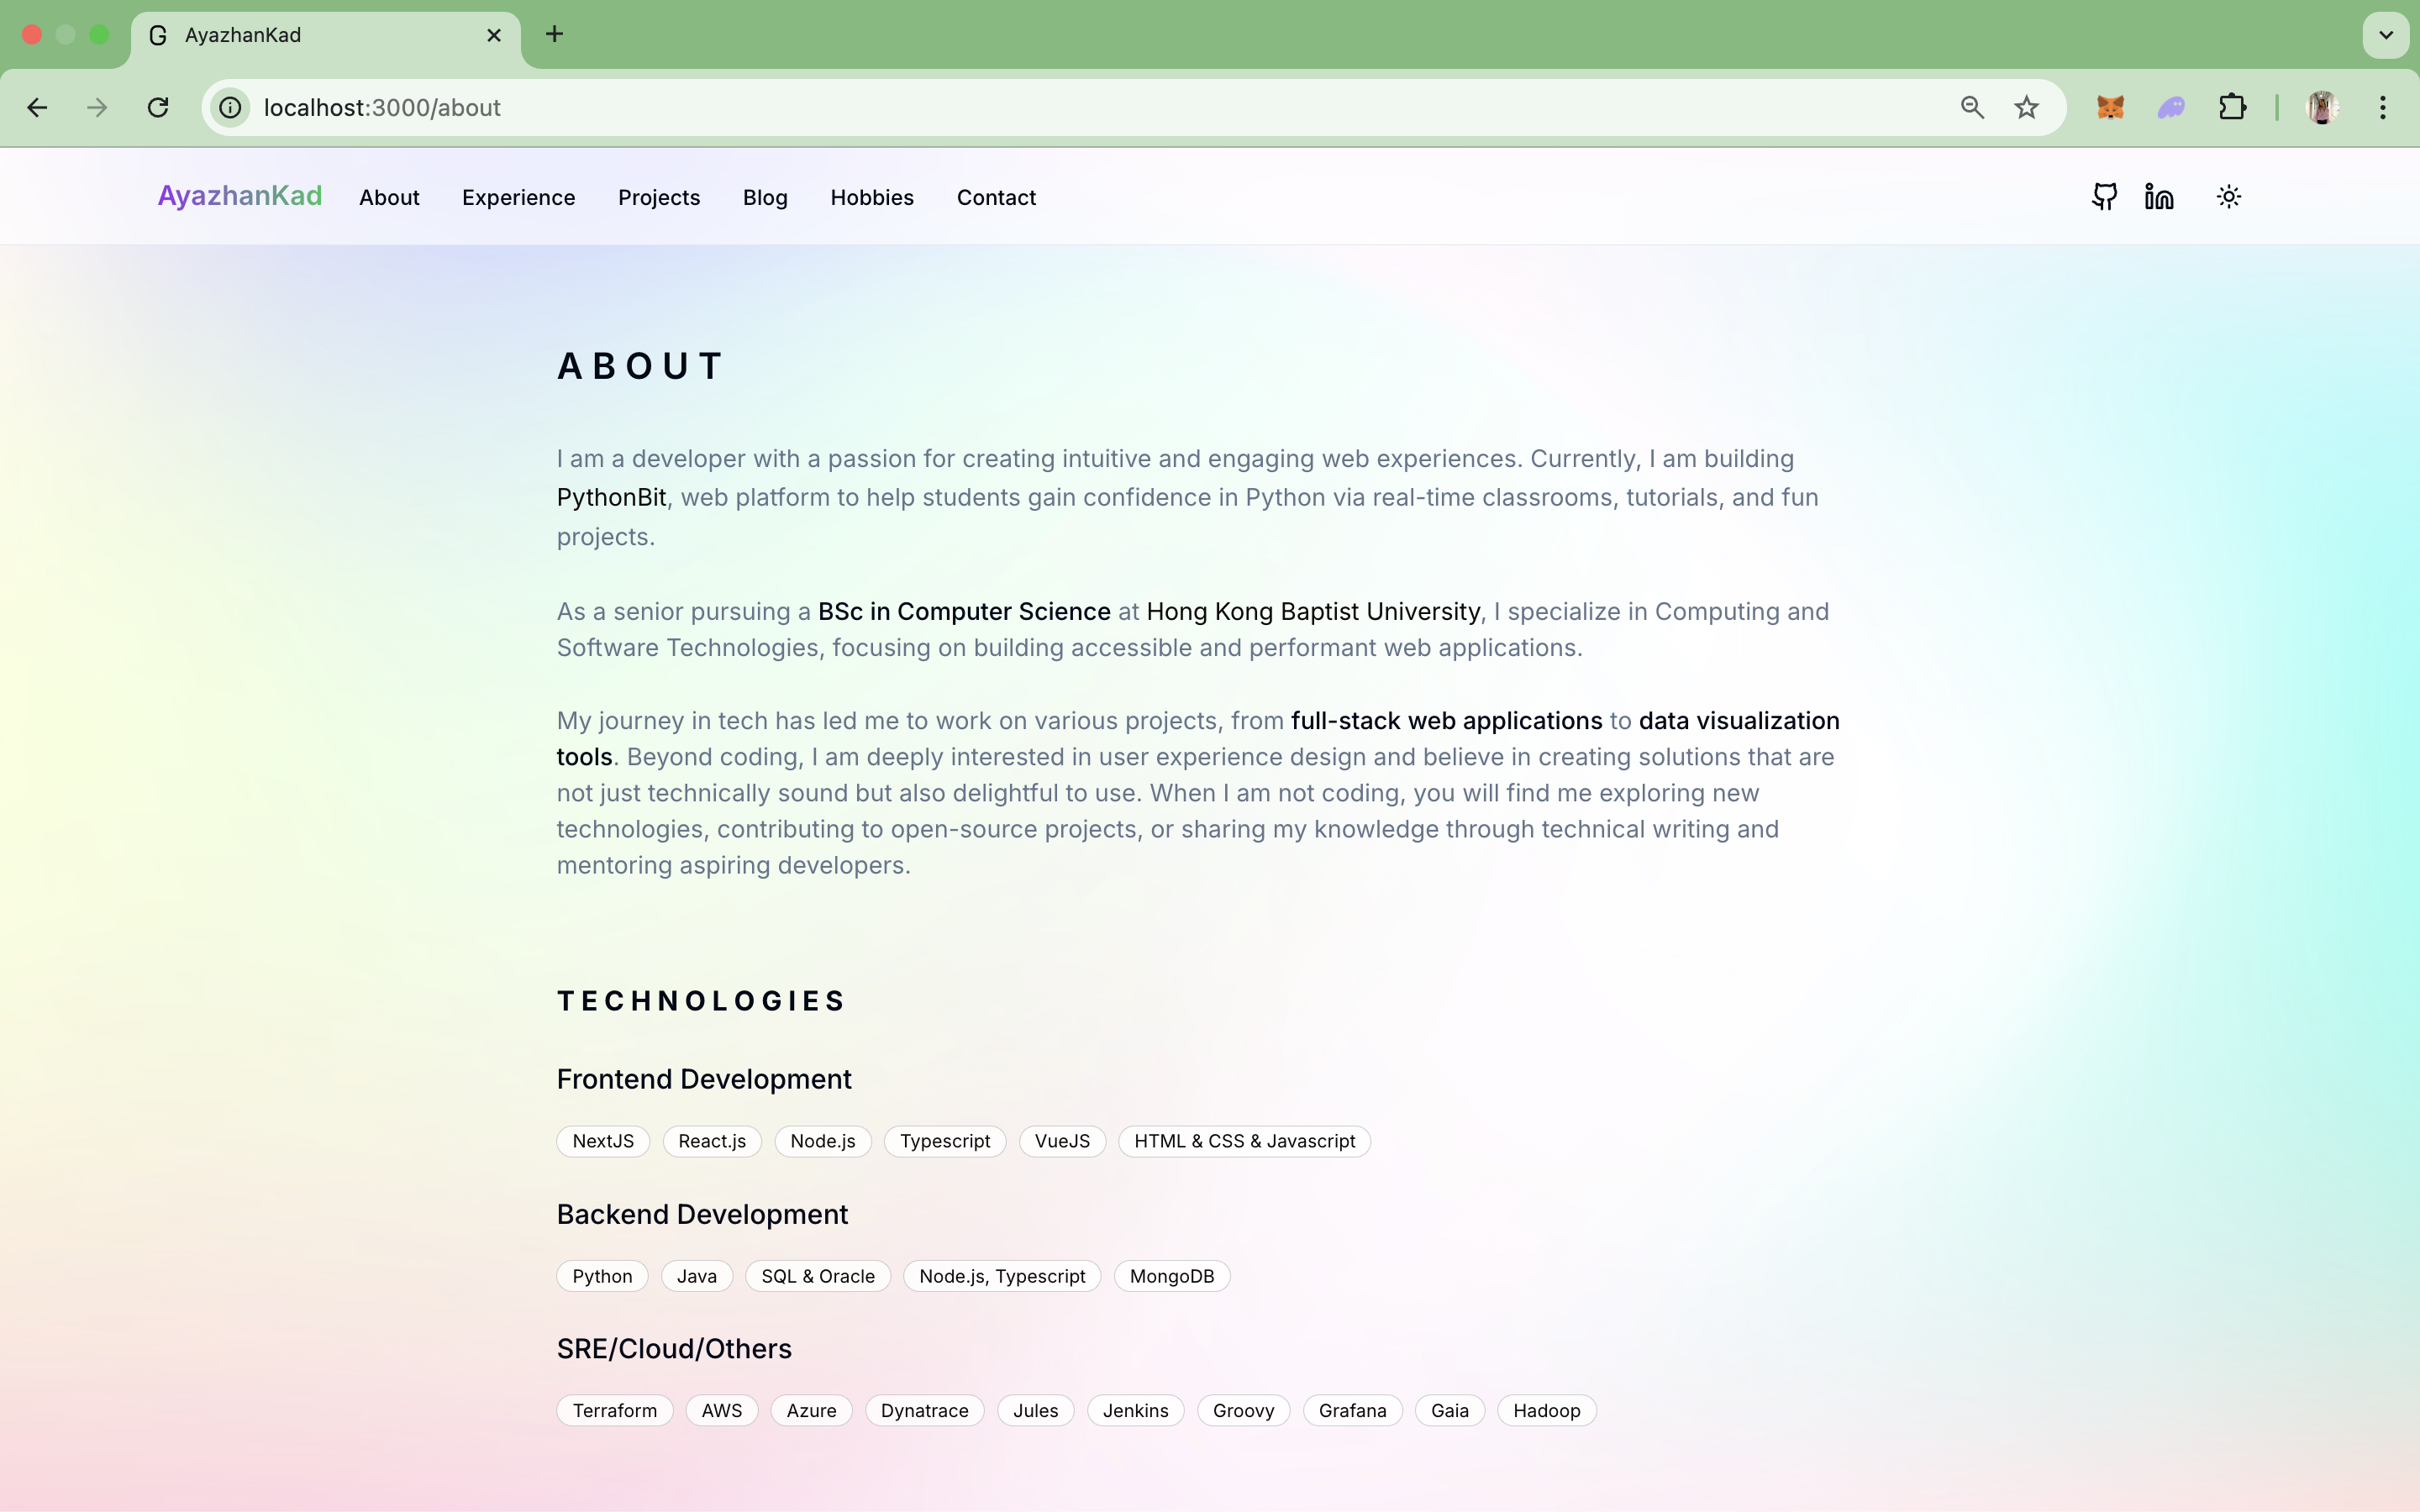 AyazhanKad
localhost:3000/about
AyazhanKad About Experience Projects Blog Hobbies Contact
ABOUT
I am a developer with a passion for creating intuitive and engaging web experiences. Currently, I am building
PythonBit, web platform to help students gain confidence in Python via real-time classrooms, tutorials, and fun
projects.
As a senior pursuing a BSc in Computer Science at Hong Kong Baptist University, I specialize in Computing and
Software Technologies, focusing on building accessible and performant web applications.
My journey in tech has led me to work on various projects, from full-stack web applications to data visualization
tools. Beyond coding, I am deeply interested in user experience design and believe in creating solutions that are
not just technically sound but also delightful to use. When I am not coding, you will find me exploring new
technologies, contributing to open-source projects, or sharing my knowledge through technical writing and
mentoring aspiring developers.
TECHNOLOGIES
Frontend Development
NextJS React.js Node.js Typescript VueJS HTML & CSS & Javascript
Backend Development
Python Java SQL & Oracle Node.js, Typescript MongoDB
SRE/Cloud/Others
Terraform AWS Azure Dynatrace Jules Jenkins Groovy Grafana Gaia Hadoop